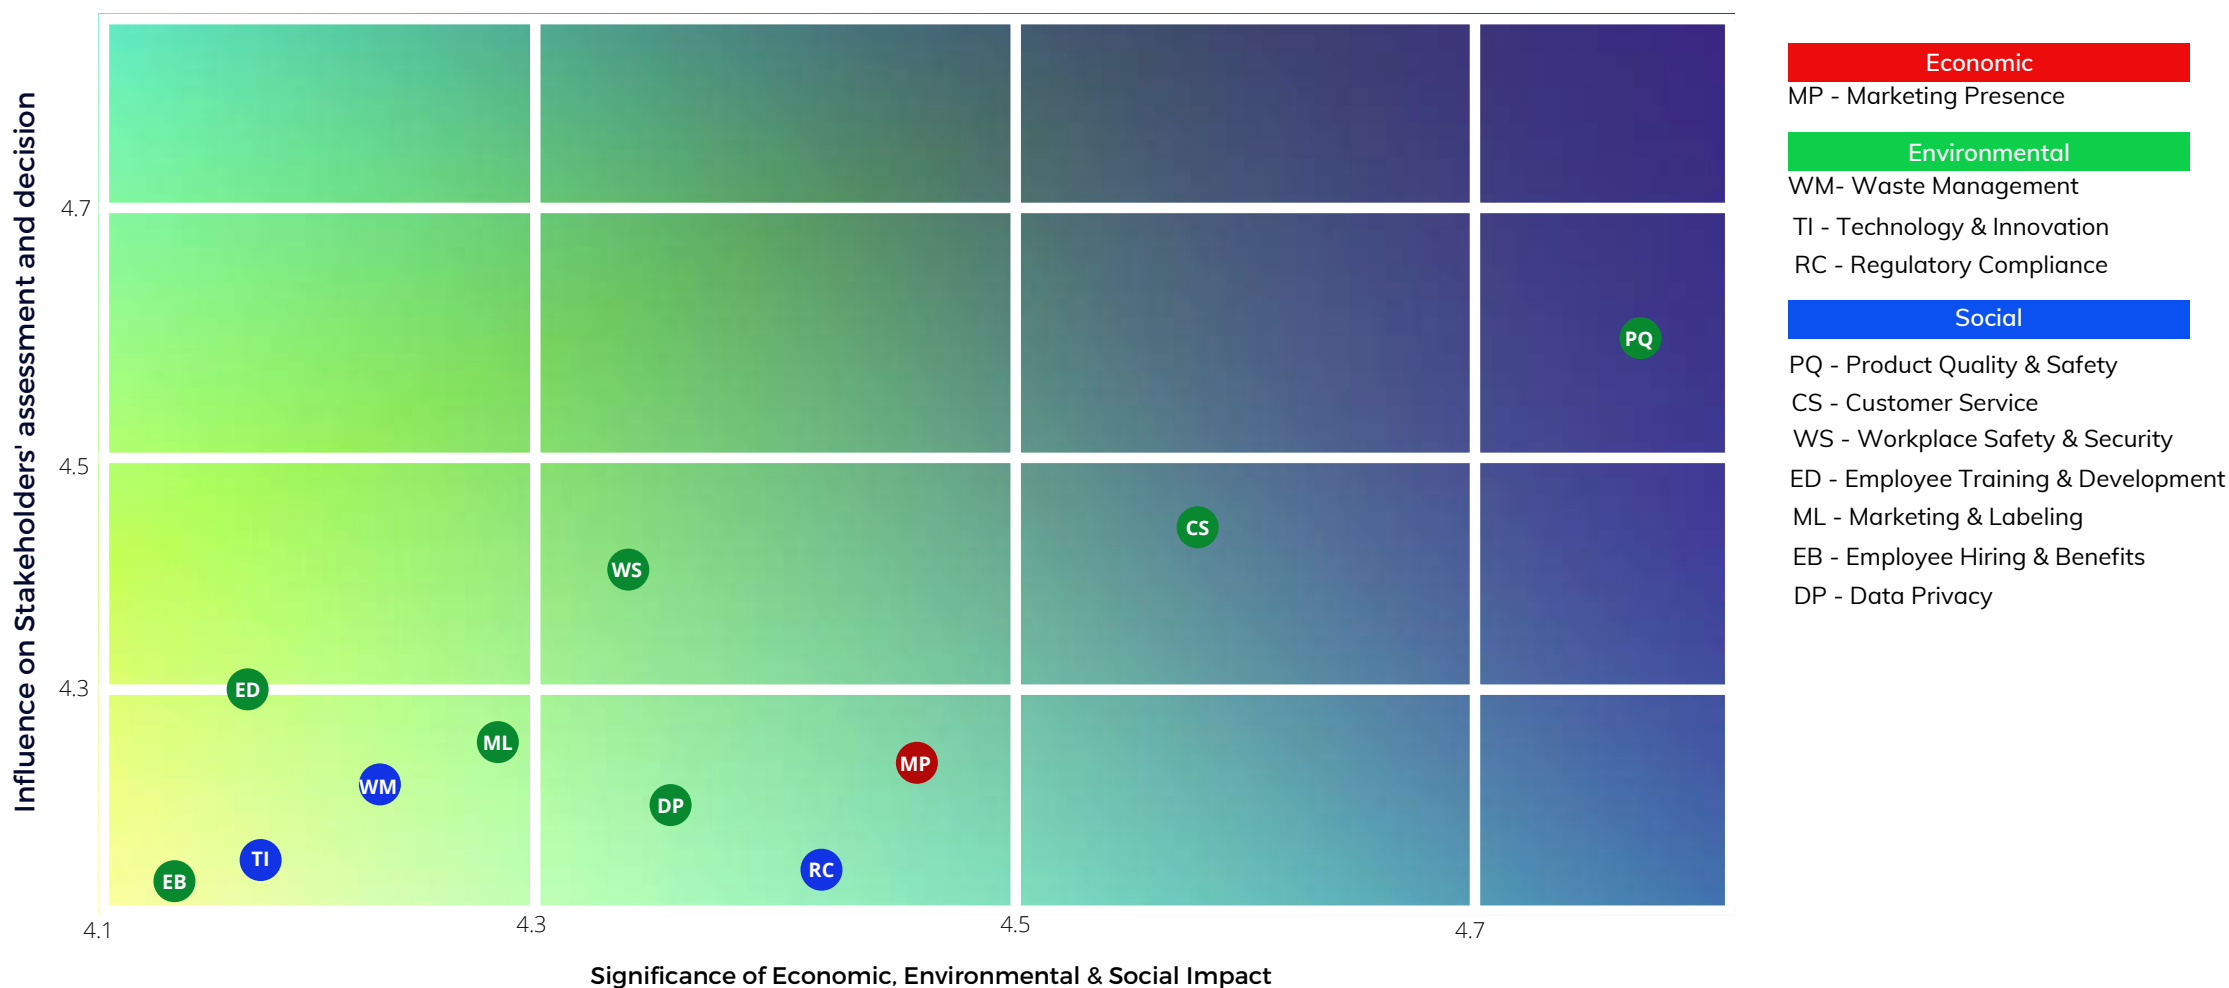 Influence on Stakeholders' assessment and decision
4.7
4.5
4.3
4.1
4.3
4.5
4.7
PQ
CS
WS
ED
ML
MP
WM
DP
TI
RC
EB
Significance of Economic, Environmental & Social Impact
Economic
MP - Marketing Presence
Environmental
WM- Waste Management
TI - Technology & Innovation
RC - Regulatory Compliance
Social
PQ - Product Quality & Safety
CS - Customer Service
WS - Workplace Safety & Security
ED - Employee Training & Development
ML - Marketing & Labeling
EB - Employee Hiring & Benefits
DP - Data Privacy